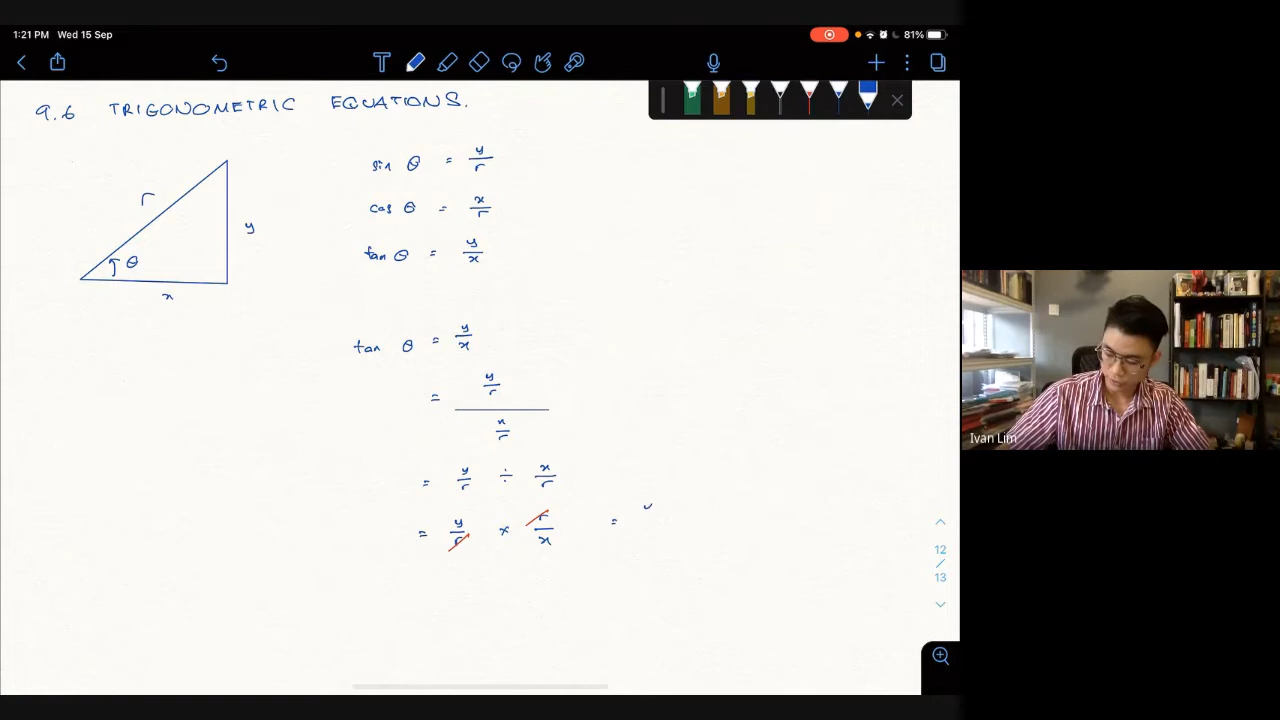 1:21 PM Wed 15 Sep
81%
9.6 TRIGONOMETRIC EQUATIONS.
r
y
θ
x
sin θ = y/r
cos θ = x/r
tan θ = y/x
tan θ = y/x
= y/r
x/r
= y/r ÷ x/r
= y/r × r/x =
12
/
13
Ivan Lim